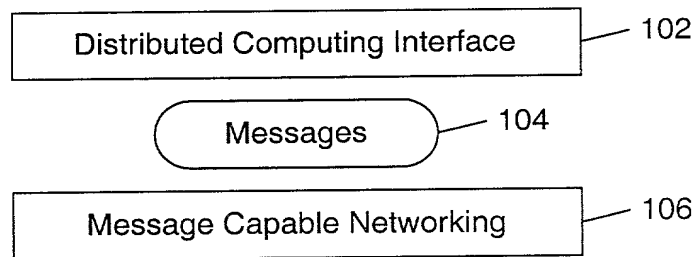 Distributed Computing Interface 102
Messages 104
Message Capable Networking 106